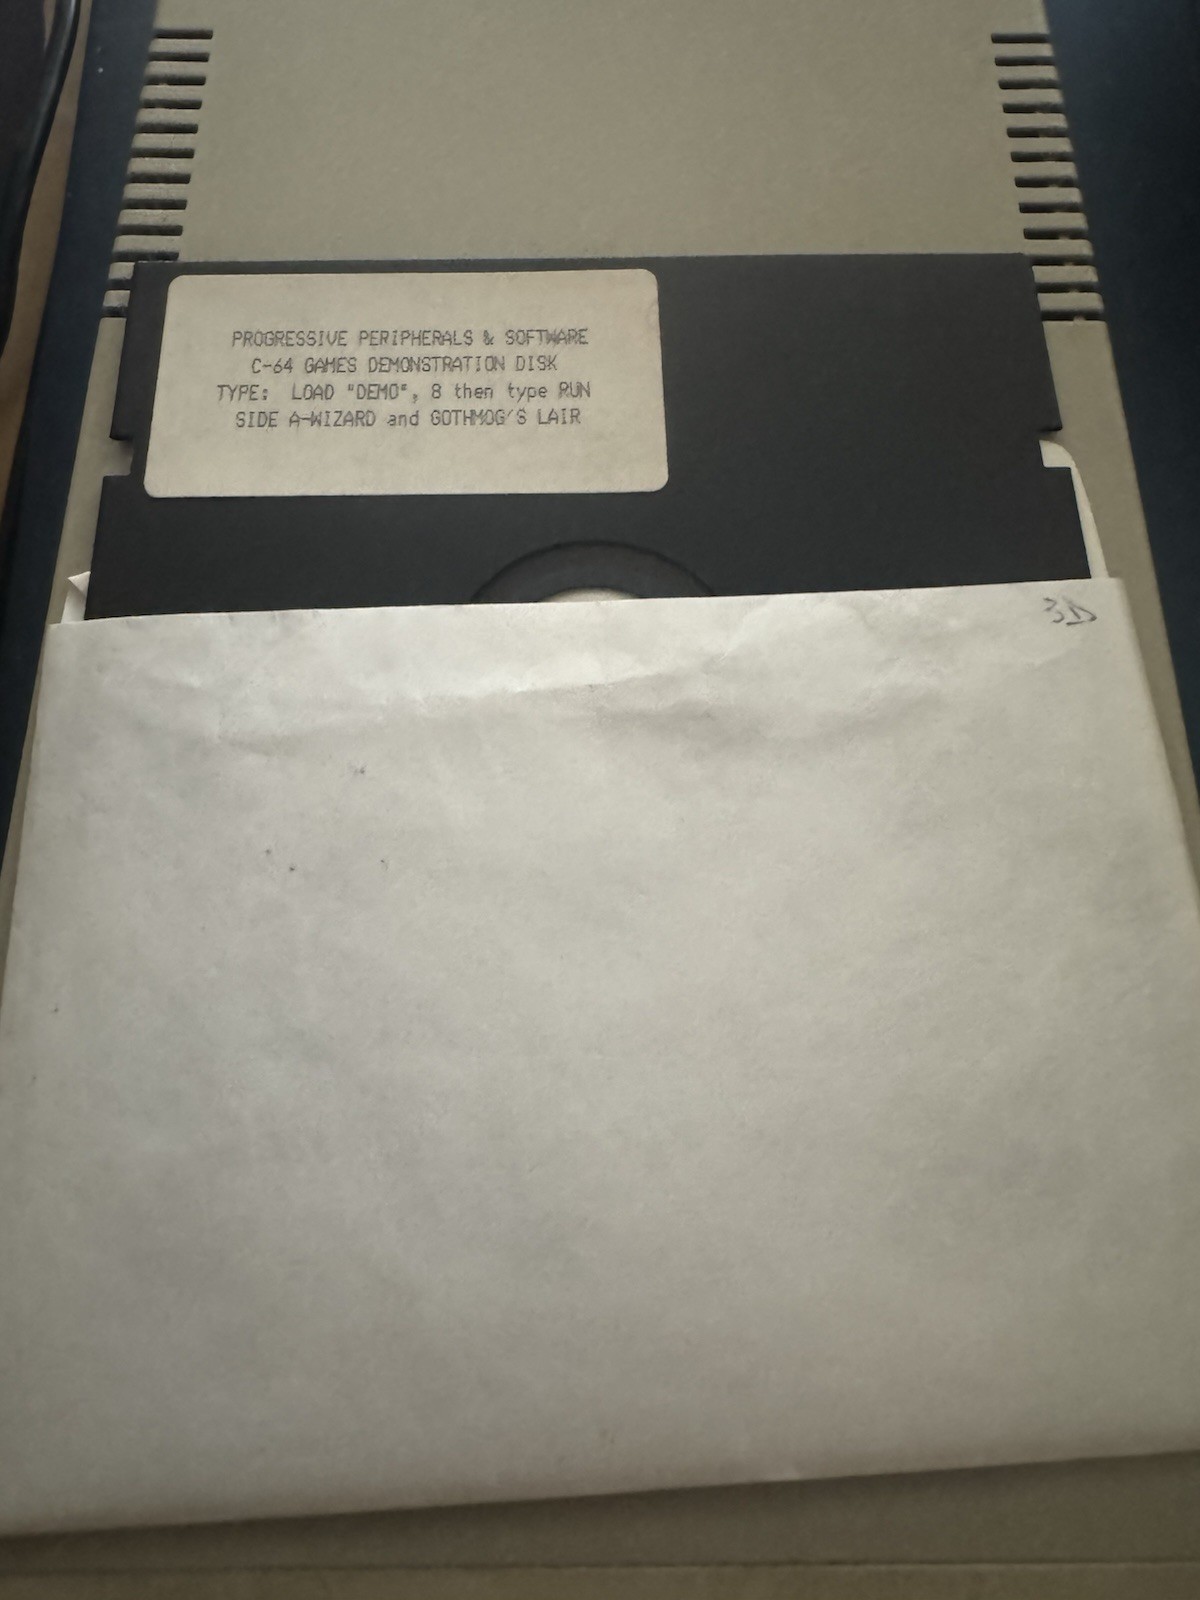 PROGRESSIVE PERIPHERALS & SOFTWARE
C-64 GAMES DEMONSTRATION DISK
TYPE: LOAD "DEMO", 8 then type RUN
SIDE A-WIZARD and GOTHMOG'S LAIR
3D